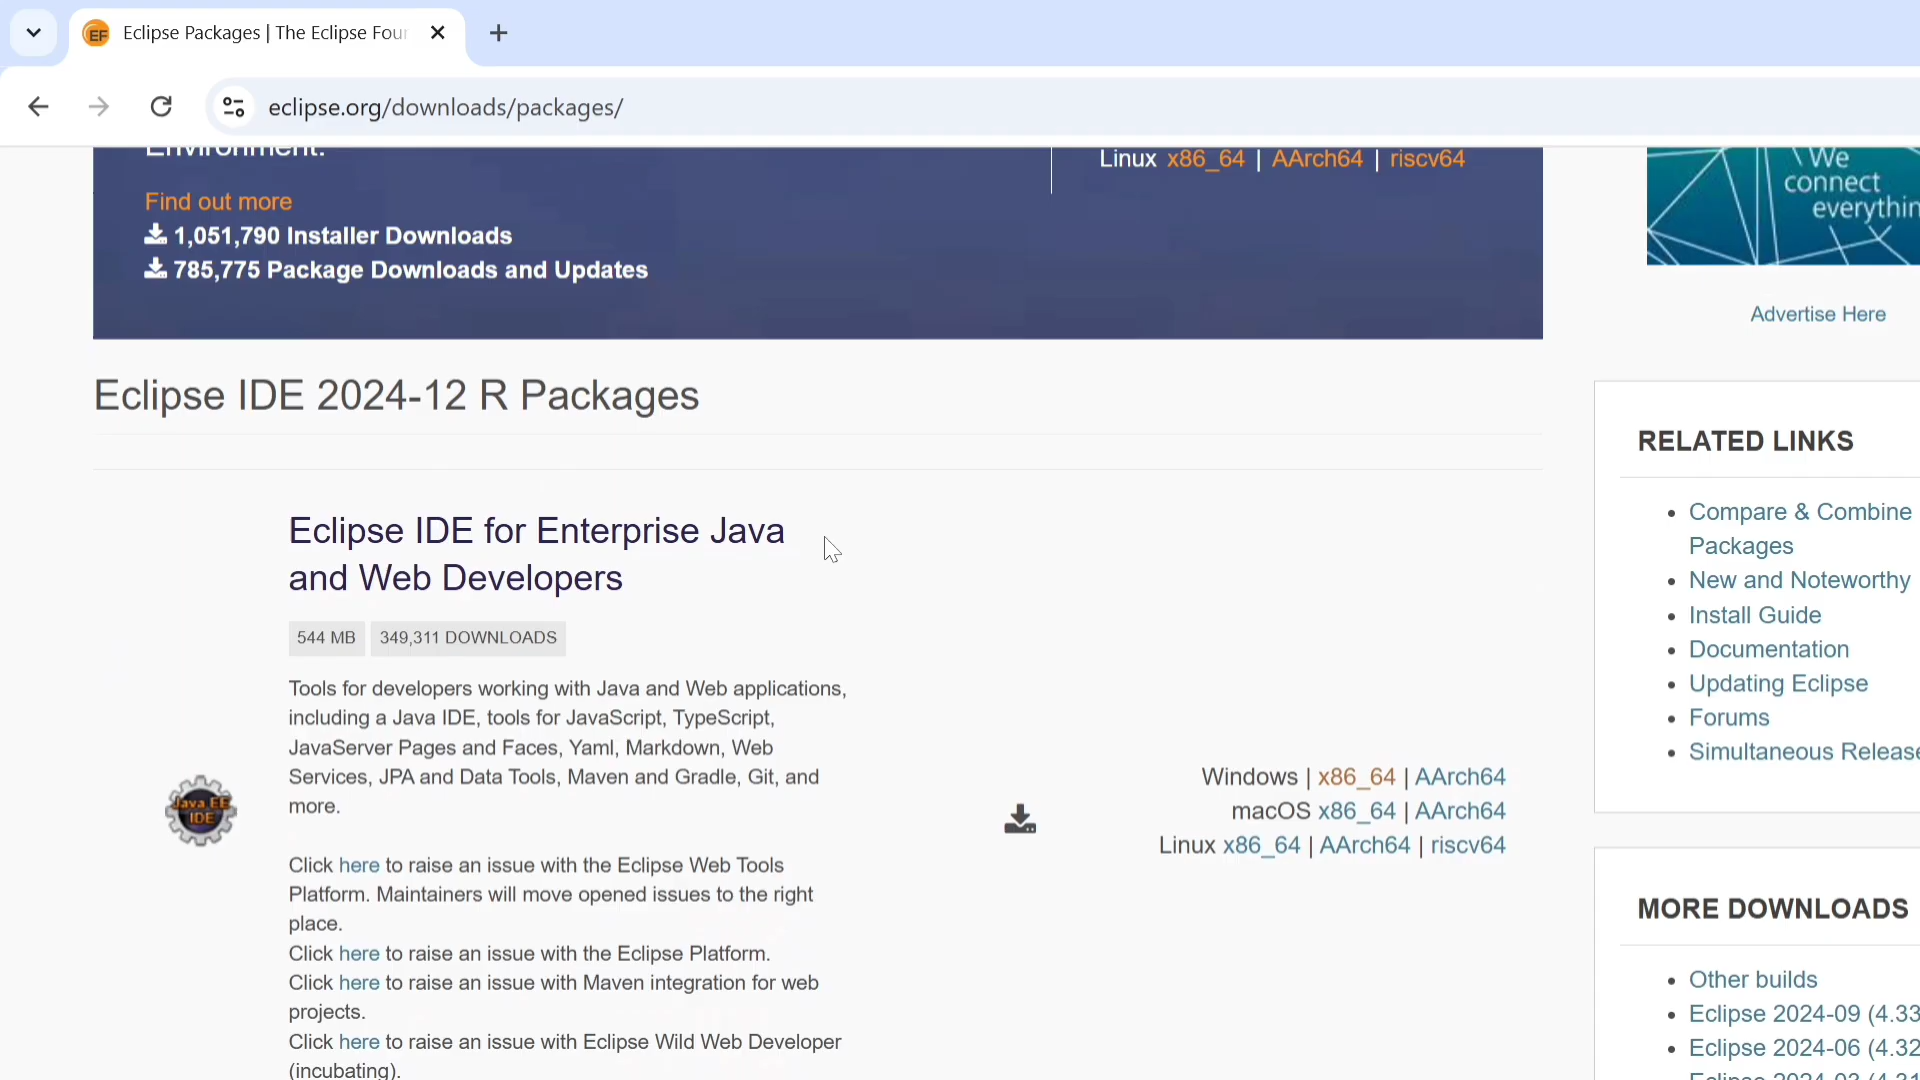 Eclipse Packages | The Eclipse Four
eclipse.org/downloads/packages/
Environment.
Linux x86_64 | AArch64 | riscv64
Find out more
1,051,790 Installer Downloads
785,775 Package Downloads and Updates
We
connect
everythin
Advertise Here
Eclipse IDE 2024-12 R Packages
Eclipse IDE for Enterprise Java
and Web Developers
544 MB 349,311 DOWNLOADS
Tools for developers working with Java and Web applications,
including a Java IDE, tools for JavaScript, TypeScript,
JavaServer Pages and Faces, Yaml, Markdown, Web
Services, JPA and Data Tools, Maven and Gradle, Git, and
more.
Java EE
IDE
Click here to raise an issue with the Eclipse Web Tools
Platform. Maintainers will move opened issues to the right
place.
Click here to raise an issue with the Eclipse Platform.
Click here to raise an issue with Maven integration for web
projects.
Click here to raise an issue with Eclipse Wild Web Developer
(incubating).
Windows | x86_64 | AArch64
macOS x86_64 | AArch64
Linux x86_64 | AArch64 | riscv64
RELATED LINKS
Compare & Combine
Packages
New and Noteworthy
Install Guide
Documentation
Updating Eclipse
Forums
Simultaneous Release
MORE DOWNLOADS
Other builds
Eclipse 2024-09 (4.33
Eclipse 2024-06 (4.32
Eclipse 2024-03 (4.31